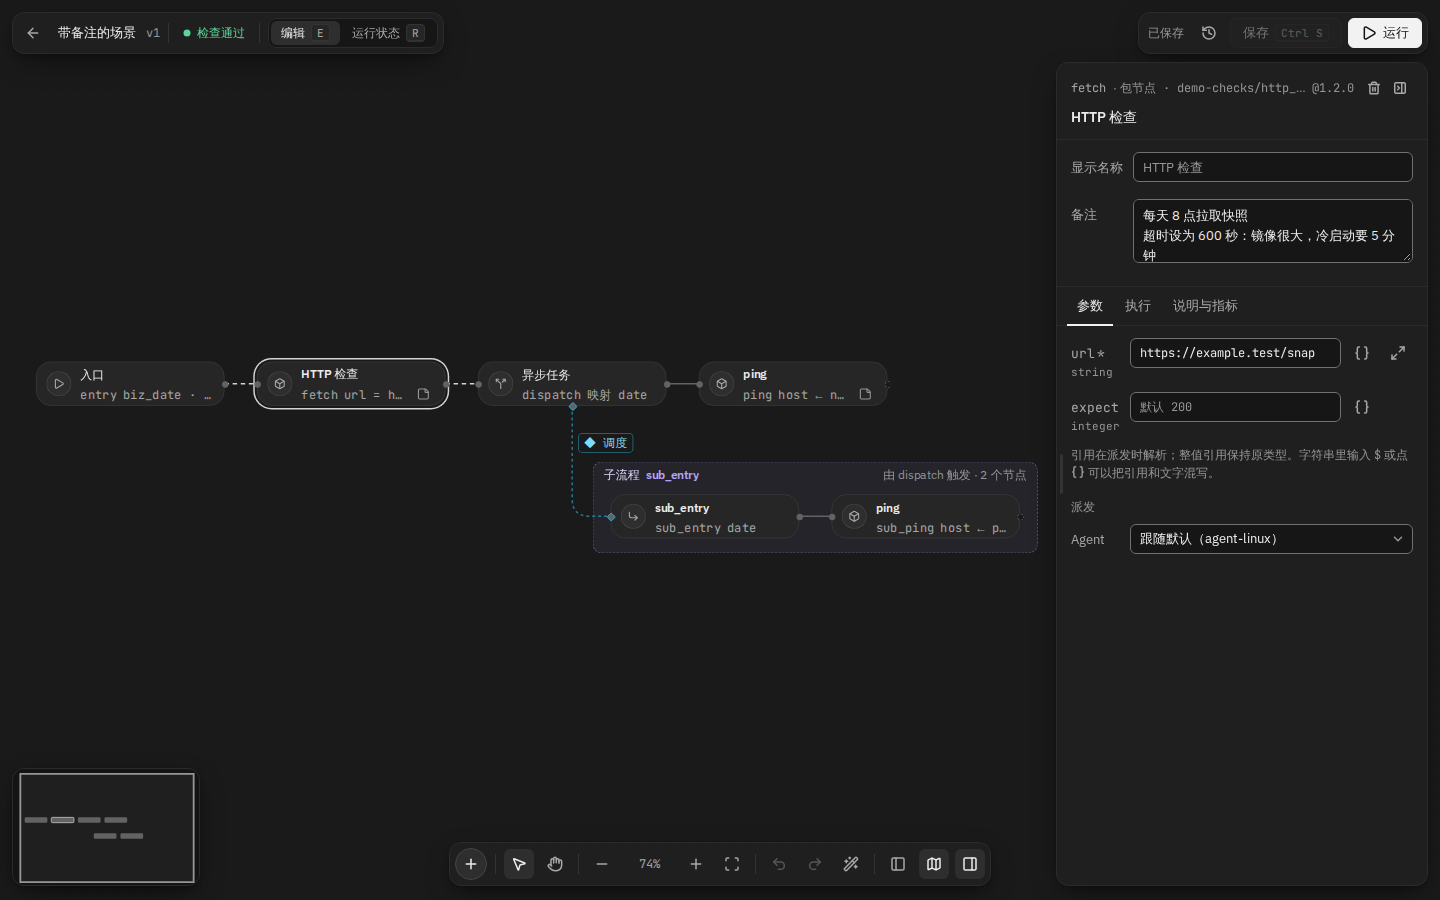 带备注的场景 v1
检查通过
编辑 E
运行状态 R
已保存
保存 Ctrl S
运行
fetch · 包节点 · demo-checks/http_… @1.2.0
HTTP 检查
显示名称 HTTP 检查
备注
每天 8 点拉取快照
超时设为 600 秒：镜像很大，冷启动要 5 分
钟
参数 执行 说明与指标
url* https://example.test/snap
string
expect 默认 200
integer
引用在派发时解析；整值引用保持原类型。字符串里输入 $ 或点
{} 可以把引用和文字混写。
派发
Agent 跟随默认（agent-linux）
入口
entry biz_date · …
HTTP 检查
fetch url = h…
异步任务
dispatch 映射 date
ping
ping host ← n…
调度
子流程 sub_entry
由 dispatch 触发 · 2 个节点
sub_entry
sub_entry date
ping
sub_ping host ← p…
74%